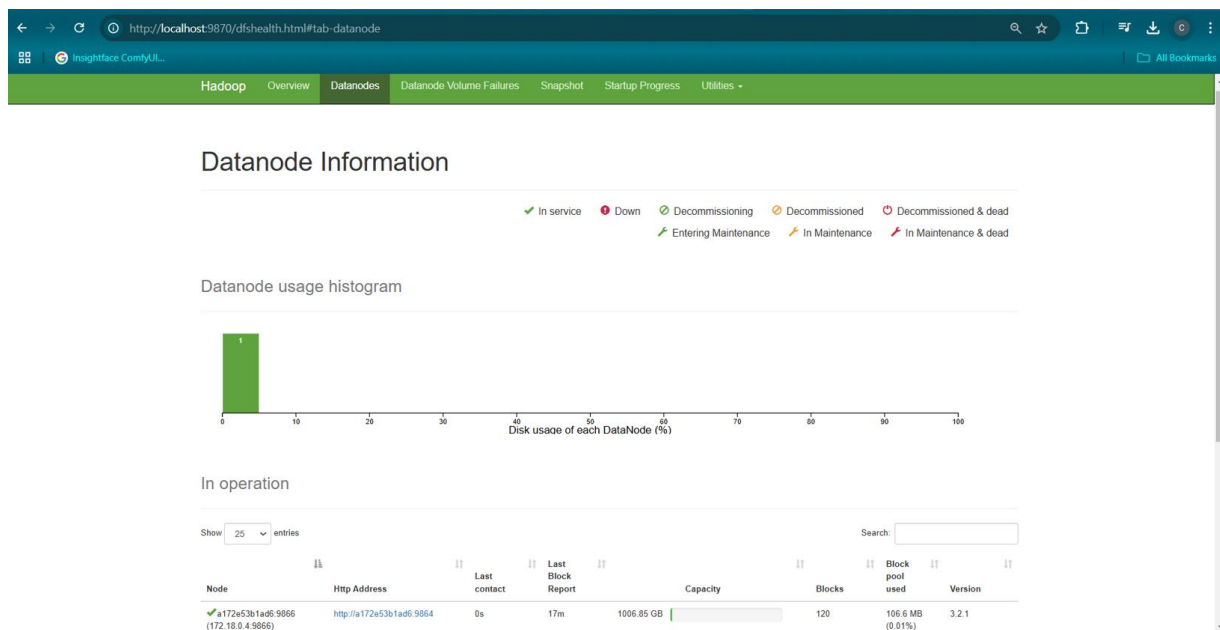 http://localhost:9870/dfshealth.html#tab-datanode
C
Insightface ComfyUI...
All Bookmarks
Hadoop Overview Datanodes Datanode Volume Failures Snapshot Startup Progress Utilities
Datanode Information
In service Down Decommissioning Decommissioned Decommissioned & dead
Entering Maintenance In Maintenance In Maintenance & dead
Datanode usage histogram
1
0 10 20 30 40 50 60 70 80 90 100
Disk usage of each DataNode (%)
In operation
Show 25 entries
Search:
Node Http Address Last contact Last Block Report Capacity Blocks Block pool used Version
a172e53b1ad6:9866 http://a172e53b1ad6:9864 0s 17m 1006.85 GB 120 106.6 MB 3.2.1
(172.18.0.4:9866) (0.01%)